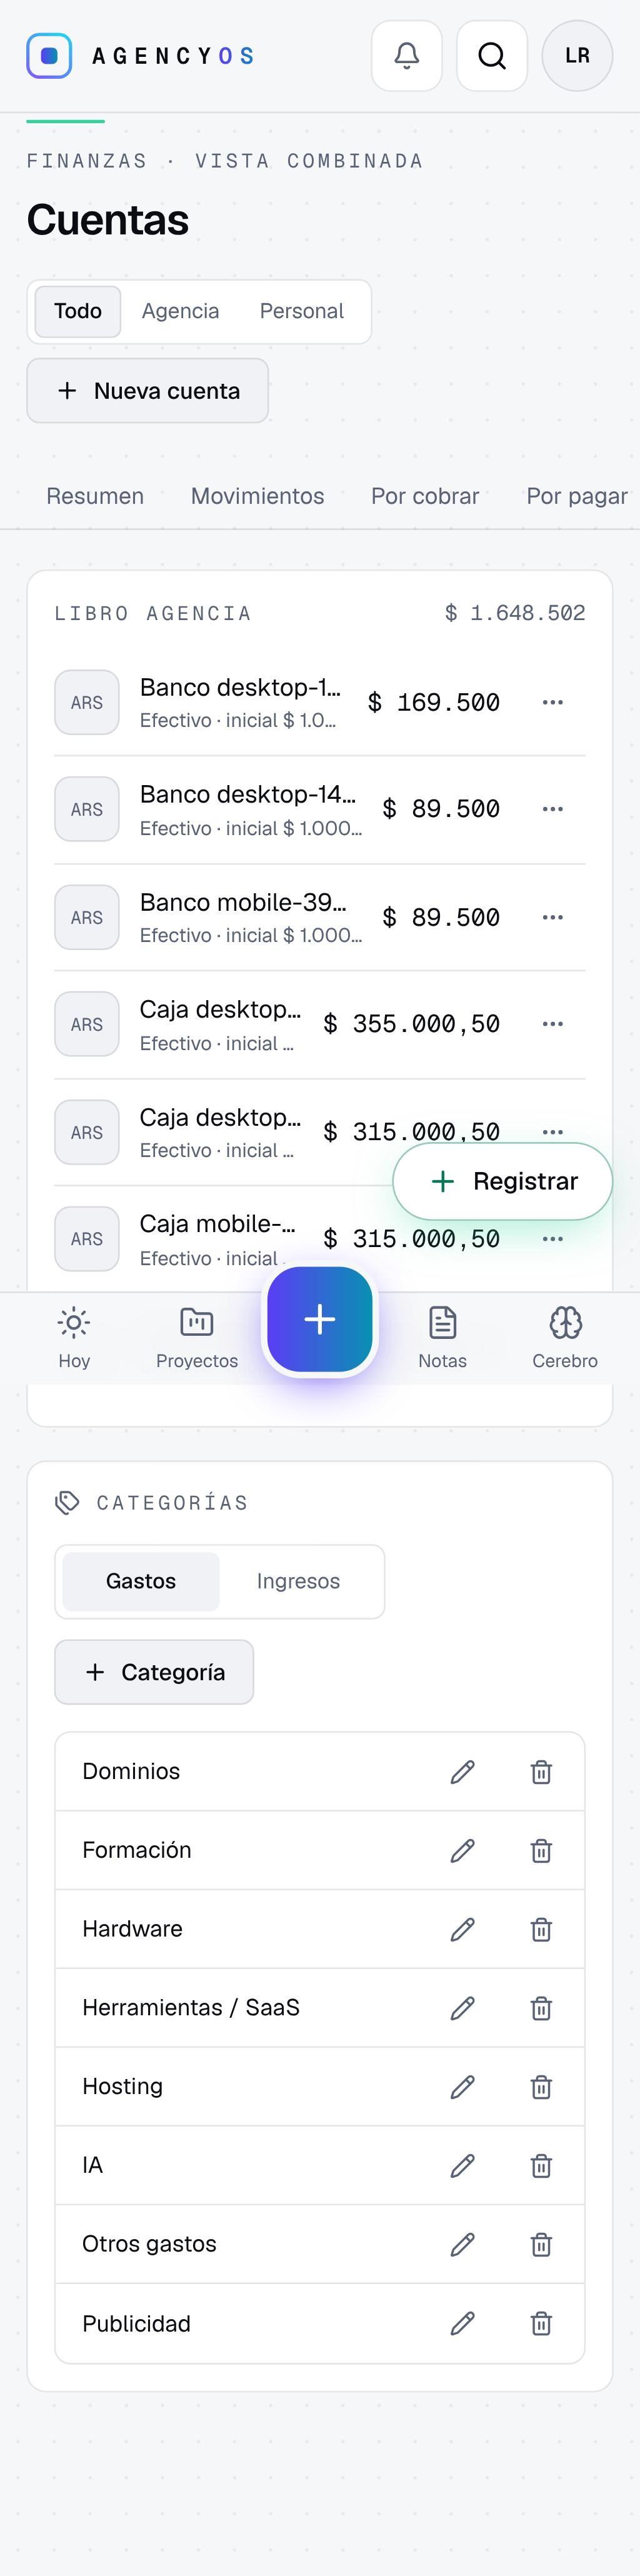 AGENCYOS
LR
FINANZAS · VISTA COMBINADA
Cuentas
Todo Agencia Personal
+ Nueva cuenta
Resumen Movimientos Por cobrar Por pagar
LIBRO AGENCIA $ 1.648.502
ARS Banco desktop-1... $ 169.500 ...
Efectivo · inicial $ 1.0...
ARS Banco desktop-14... $ 89.500 ...
Efectivo · inicial $ 1.000...
ARS Banco mobile-39... $ 89.500 ...
Efectivo · inicial $ 1.000...
ARS Caja desktop... $ 355.000,50 ...
Efectivo · inicial ...
ARS Caja desktop... $ 315.000,50 ...
Efectivo · inicial ...
+ Registrar
ARS Caja mobile-... $ 315.000,50 ...
Efectivo · inicial
Hoy Proyectos + Notas Cerebro
CATEGORÍAS
Gastos Ingresos
+ Categoría
Dominios
Formación
Hardware
Herramientas / SaaS
Hosting
IA
Otros gastos
Publicidad